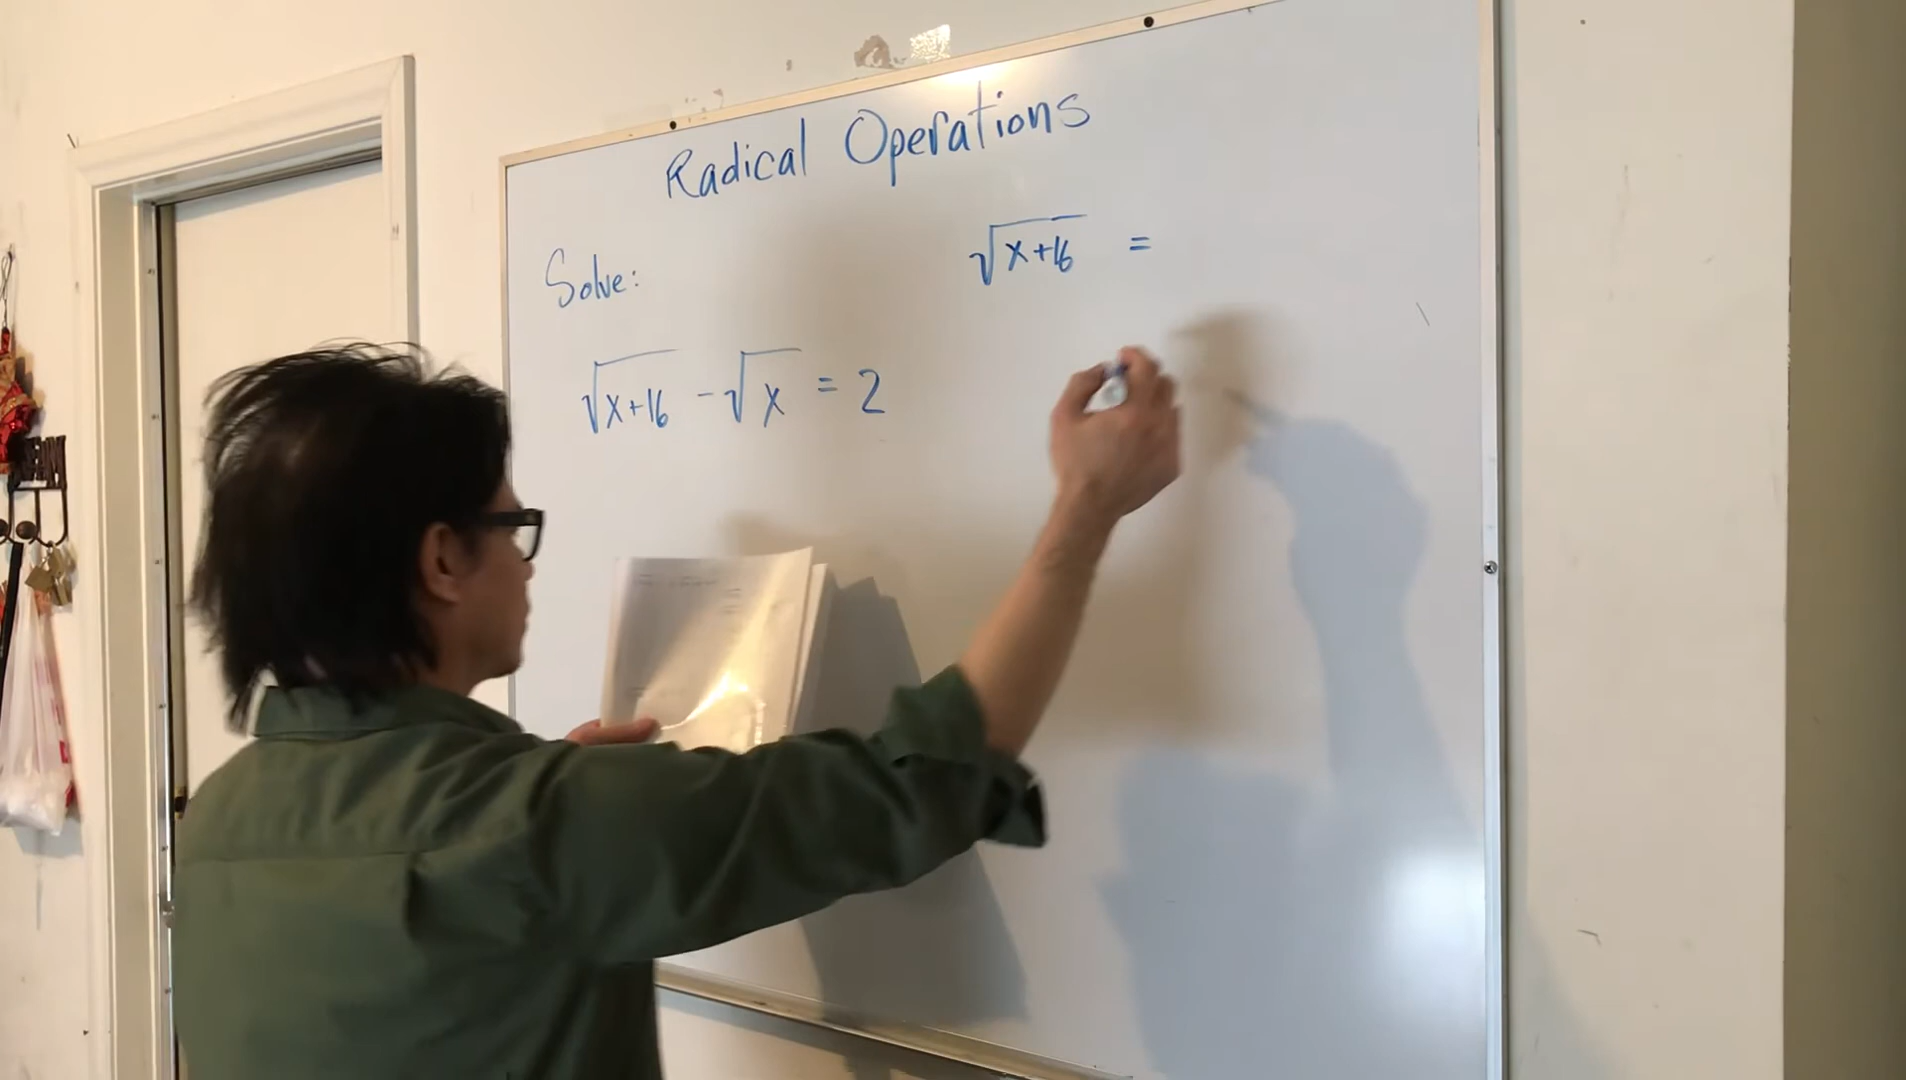 Radical Operations
Solve:
√x+16 - √x = 2
√x+16 =